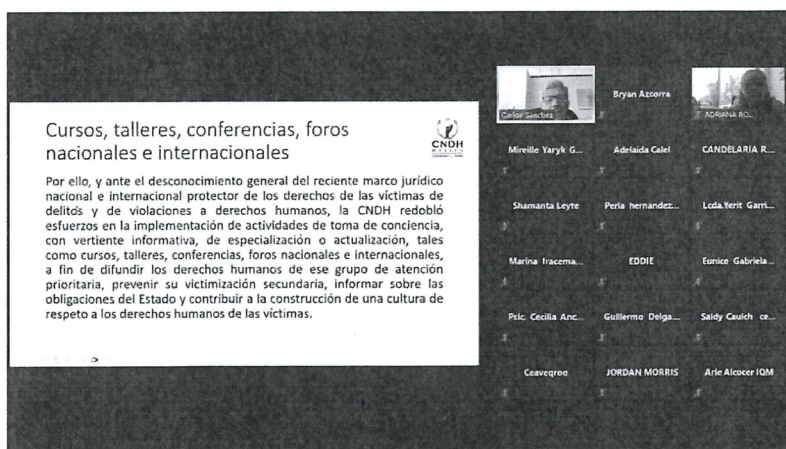 Cursos, talleres, conferencias, foros
nacionales e internacionales
CNDH
MÉXICO
Por ello, y ante el desconocimiento general del reciente marco jurídico
nacional e internacional protector de los derechos de las víctimas de
delitos y de violaciones a derechos humanos, la CNDH redobló
esfuerzos en la implementación de actividades de toma de conciencia,
con vertiente informativa, de especialización o actualización, tales
como cursos, talleres, conferencias, foros nacionales e internacionales,
a fin de difundir los derechos humanos de ese grupo de atención
prioritaria, prevenir su victimización secundaria, informar sobre las
obligaciones del Estado y contribuir a la construcción de una cultura de
respeto a los derechos humanos de las víctimas.
Carlos Sánchez
Bryan Azcorra
ADRIANA RO...
Mireille Yaryk G...
Adelaida Calel
CANDELARIA R...
Shamanta Leyte
Perla hernandez...
Lcda.Yerit Garri...
Marina Iracema...
EDDIE
Eunice Gabriela...
Psic. Cecilia Anc...
Guillermo Delga...
Saidy Cauich ce...
Ceaveqroo
JORDAN MORRIS
Arie Alcocer IQM